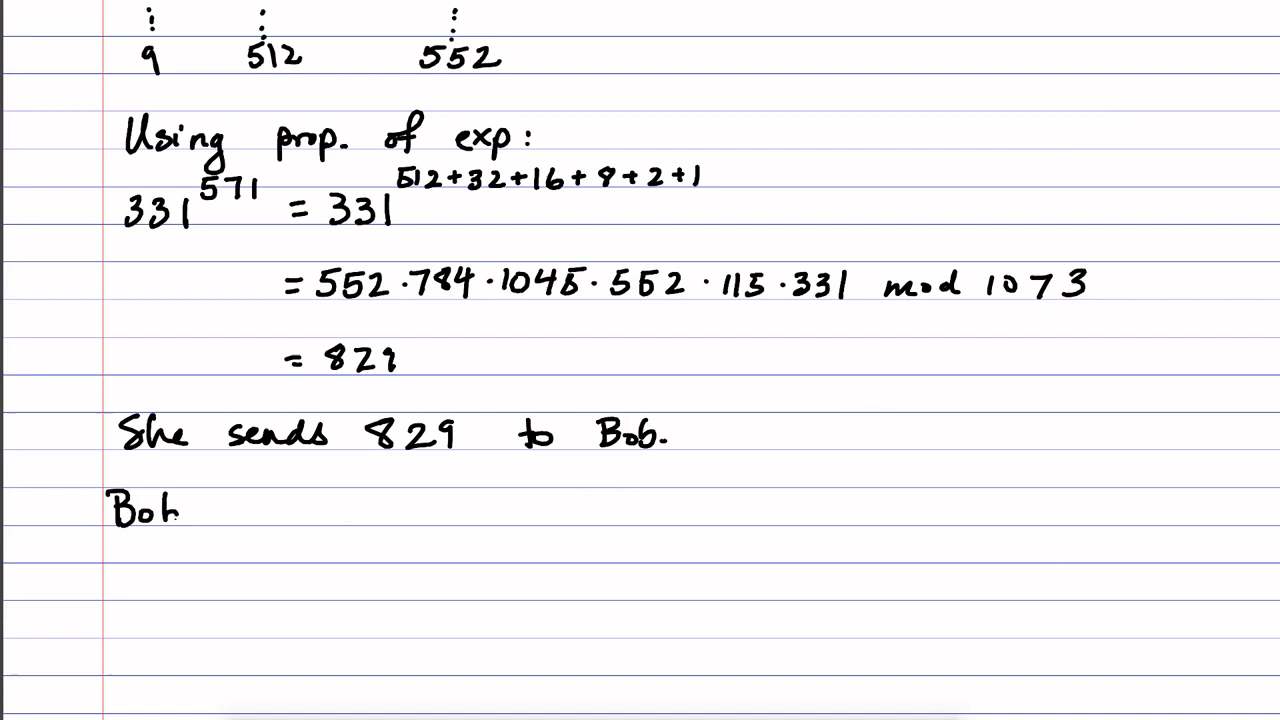 ⋮ ⋮ ⋮
9 512 552
Using prop. of exp:
331^571 = 331^512+32+16+8+2+1
= 552 · 784 · 1045 · 552 · 115 · 331 mod 1073
= 829
She sends 829 to Bob.
Bob